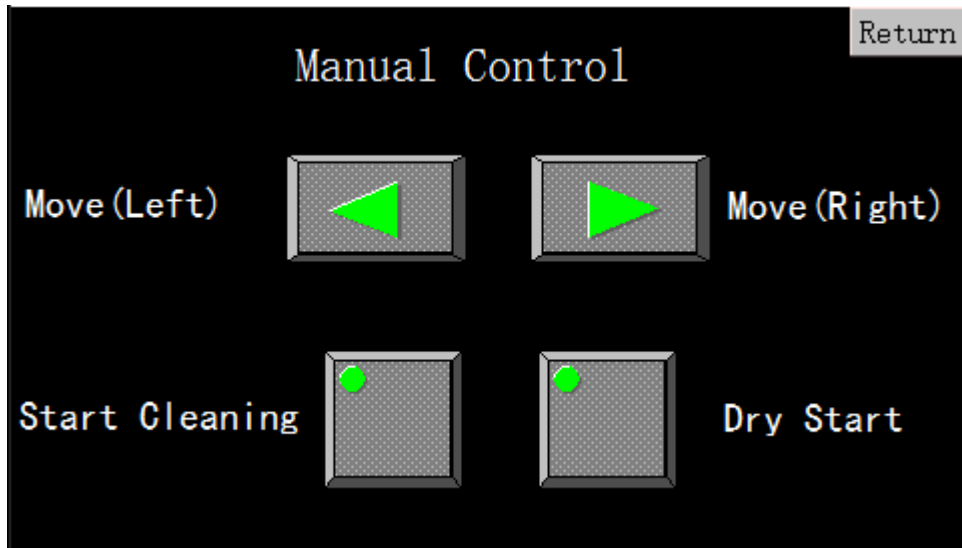 Return
Manual Control
Move(Left)
Move(Right)
Start Cleaning
Dry Start